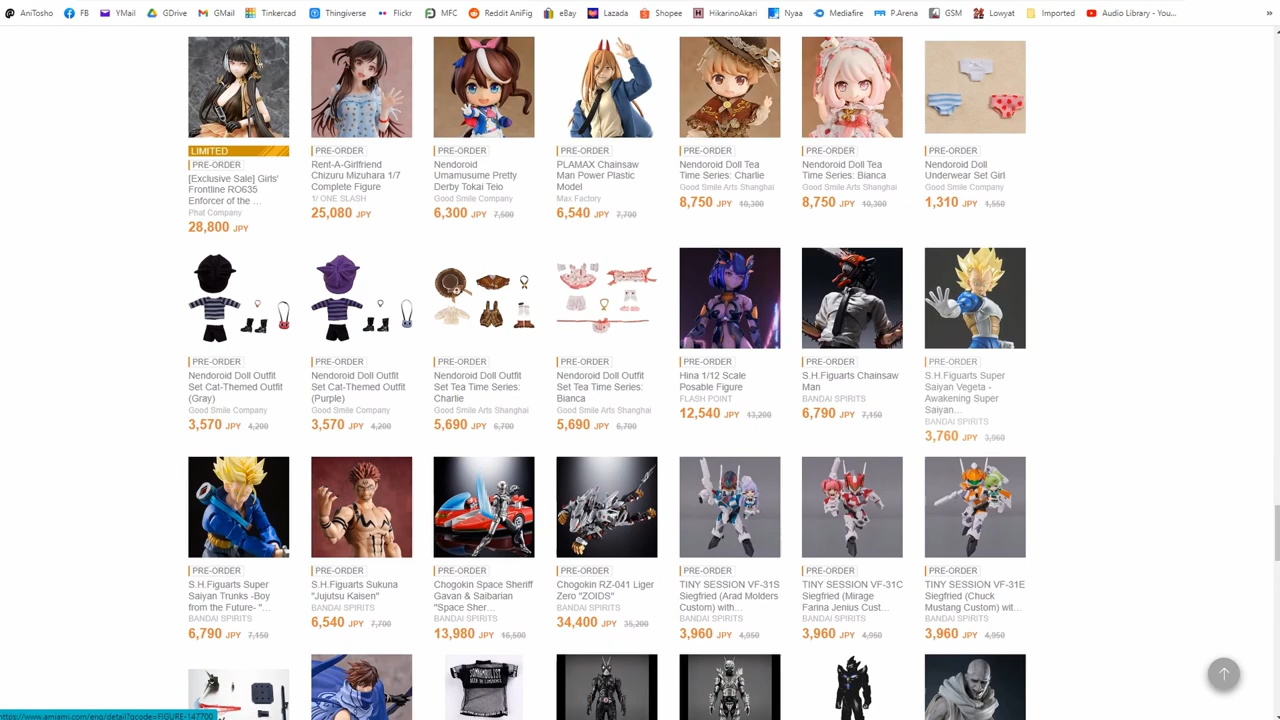 AniTosho FB YMail GDrive GMail Tinkercad Thingiverse Flickr MFC Reddit AniFig eBay Lazada Shopee HikarinoAkari Nyaa Mediafire P.Arena GSM Lowyat Imported Audio Library - You... »
LIMITED
PRE-ORDER
[Exclusive Sale] Girls'
Frontline RO635
Enforcer of the ...
Phat Company
28,800 JPY
PRE-ORDER
Rent-A-Girlfriend
Chizuru Mizuhara 1/7
Complete Figure
1/ ONE SLASH
25,080 JPY
PRE-ORDER
Nendoroid
Umamusume Pretty
Derby Tokai Teio
Good Smile Company
6,300 JPY 7,500
PRE-ORDER
PLAMAX Chainsaw
Man Power Plastic
Model
Max Factory
6,540 JPY 7,700
PRE-ORDER
Nendoroid Doll Tea
Time Series: Charlie
Good Smile Arts Shanghai
8,750 JPY 10,300
PRE-ORDER
Nendoroid Doll Tea
Time Series: Bianca
Good Smile Arts Shanghai
8,750 JPY 10,300
PRE-ORDER
Nendoroid Doll
Underwear Set Girl
Good Smile Company
1,310 JPY 1,550
PRE-ORDER
Nendoroid Doll Outfit
Set Cat-Themed Outfit
(Gray)
Good Smile Company
3,570 JPY 4,200
PRE-ORDER
Nendoroid Doll Outfit
Set Cat-Themed Outfit
(Purple)
Good Smile Company
3,570 JPY 4,200
PRE-ORDER
Nendoroid Doll Outfit
Set Tea Time Series:
Charlie
Good Smile Arts Shanghai
5,690 JPY 6,700
PRE-ORDER
Nendoroid Doll Outfit
Set Tea Time Series:
Bianca
Good Smile Arts Shanghai
5,690 JPY 6,700
PRE-ORDER
Hina 1/12 Scale
Posable Figure
FLASH POINT
12,540 JPY 13,200
PRE-ORDER
S.H.Figuarts Chainsaw
Man
BANDAI SPIRITS
6,790 JPY 7,150
PRE-ORDER
S.H.Figuarts Super
Saiyan Vegeta -
Awakening Super
Saiyan...
BANDAI SPIRITS
3,760 JPY 3,960
PRE-ORDER
S.H.Figuarts Super
Saiyan Trunks -Boy
from the Future- "...
BANDAI SPIRITS
6,790 JPY 7,150
PRE-ORDER
S.H.Figuarts Sukuna
"Jujutsu Kaisen"
BANDAI SPIRITS
6,540 JPY 7,700
PRE-ORDER
Chogokin Space Sheriff
Gavan & Saibarian
"Space Sher...
BANDAI SPIRITS
13,980 JPY 16,500
PRE-ORDER
Chogokin RZ-041 Liger
Zero "ZOIDS"
BANDAI SPIRITS
34,400 JPY 35,200
PRE-ORDER
TINY SESSION VF-31S
Siegfried (Arad Molders
Custom) with...
BANDAI SPIRITS
3,960 JPY 4,950
PRE-ORDER
TINY SESSION VF-31C
Siegfried (Mirage
Farina Jenius Cust...
BANDAI SPIRITS
3,960 JPY 4,950
PRE-ORDER
TINY SESSION VF-31E
Siegfried (Chuck
Mustang Custom) wit...
BANDAI SPIRITS
3,960 JPY 4,950
https://www.amiami.com/eng/detail?gcode=FIGURE-147700